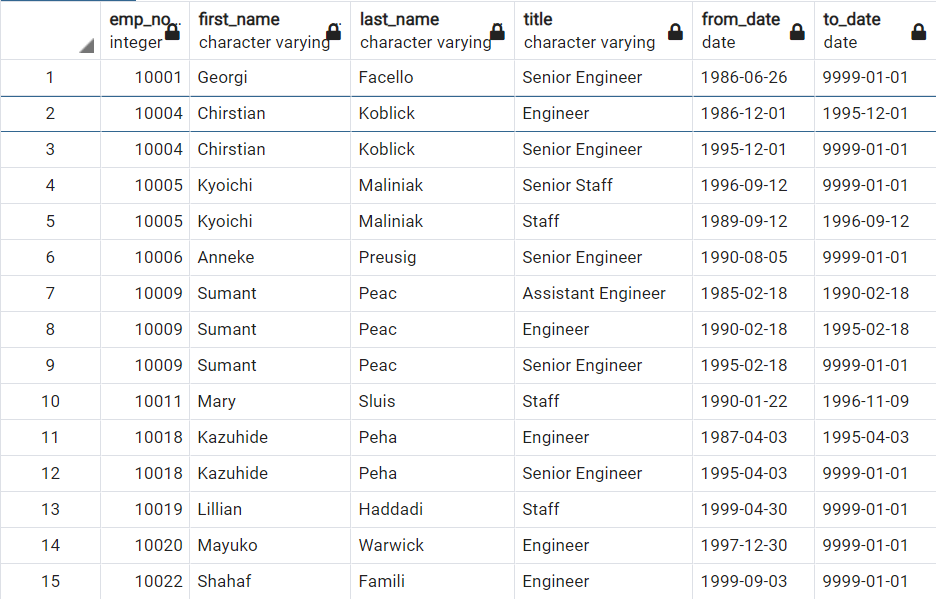 emp_no.. first_name last_name title from_date to_date
integer character varying character varying character varying date date
1 10001 Georgi Facello Senior Engineer 1986-06-26 9999-01-01
2 10004 Chirstian Koblick Engineer 1986-12-01 1995-12-01
3 10004 Chirstian Koblick Senior Engineer 1995-12-01 9999-01-01
4 10005 Kyoichi Maliniak Senior Staff 1996-09-12 9999-01-01
5 10005 Kyoichi Maliniak Staff 1989-09-12 1996-09-12
6 10006 Anneke Preusig Senior Engineer 1990-08-05 9999-01-01
7 10009 Sumant Peac Assistant Engineer 1985-02-18 1990-02-18
8 10009 Sumant Peac Engineer 1990-02-18 1995-02-18
9 10009 Sumant Peac Senior Engineer 1995-02-18 9999-01-01
10 10011 Mary Sluis Staff 1990-01-22 1996-11-09
11 10018 Kazuhide Peha Engineer 1987-04-03 1995-04-03
12 10018 Kazuhide Peha Senior Engineer 1995-04-03 9999-01-01
13 10019 Lillian Haddadi Staff 1999-04-30 9999-01-01
14 10020 Mayuko Warwick Engineer 1997-12-30 9999-01-01
15 10022 Shahaf Famili Engineer 1999-09-03 9999-01-01